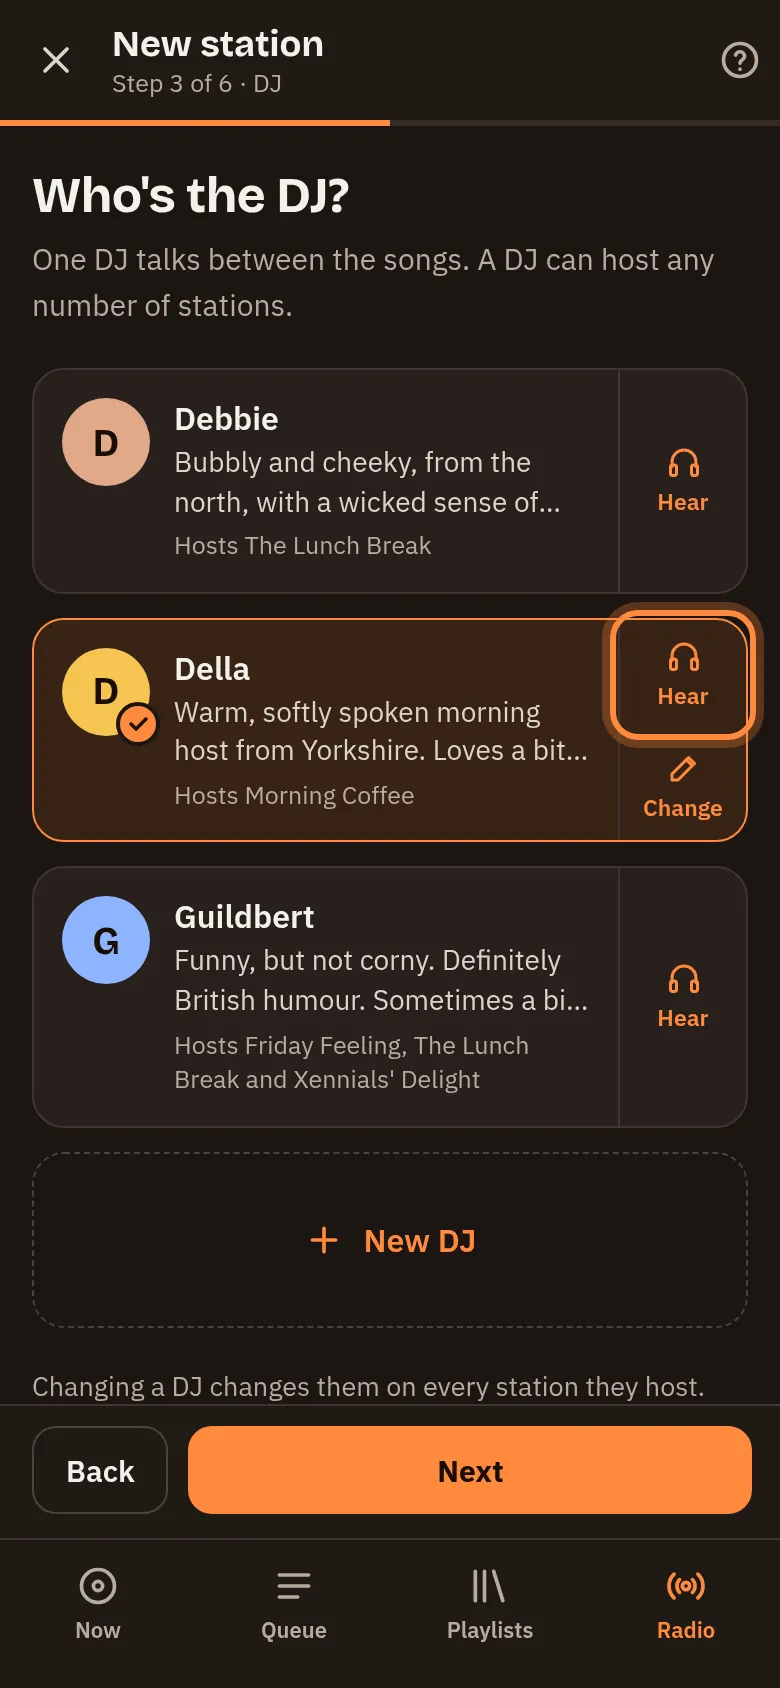 New station
Step 3 of 6 · DJ
Who's the DJ?
One DJ talks between the songs. A DJ can host any
number of stations.
D
Debbie
Bubbly and cheeky, from the
north, with a wicked sense of...
Hosts The Lunch Break
Hear
D
Della
Warm, softly spoken morning
host from Yorkshire. Loves a bit...
Hosts Morning Coffee
Hear
Change
G
Guildbert
Funny, but not corny. Definitely
British humour. Sometimes a bi...
Hosts Friday Feeling, The Lunch
Break and Xennials' Delight
Hear
+ New DJ
Changing a DJ changes them on every station they host.
Back
Next
Now
Queue
Playlists
Radio